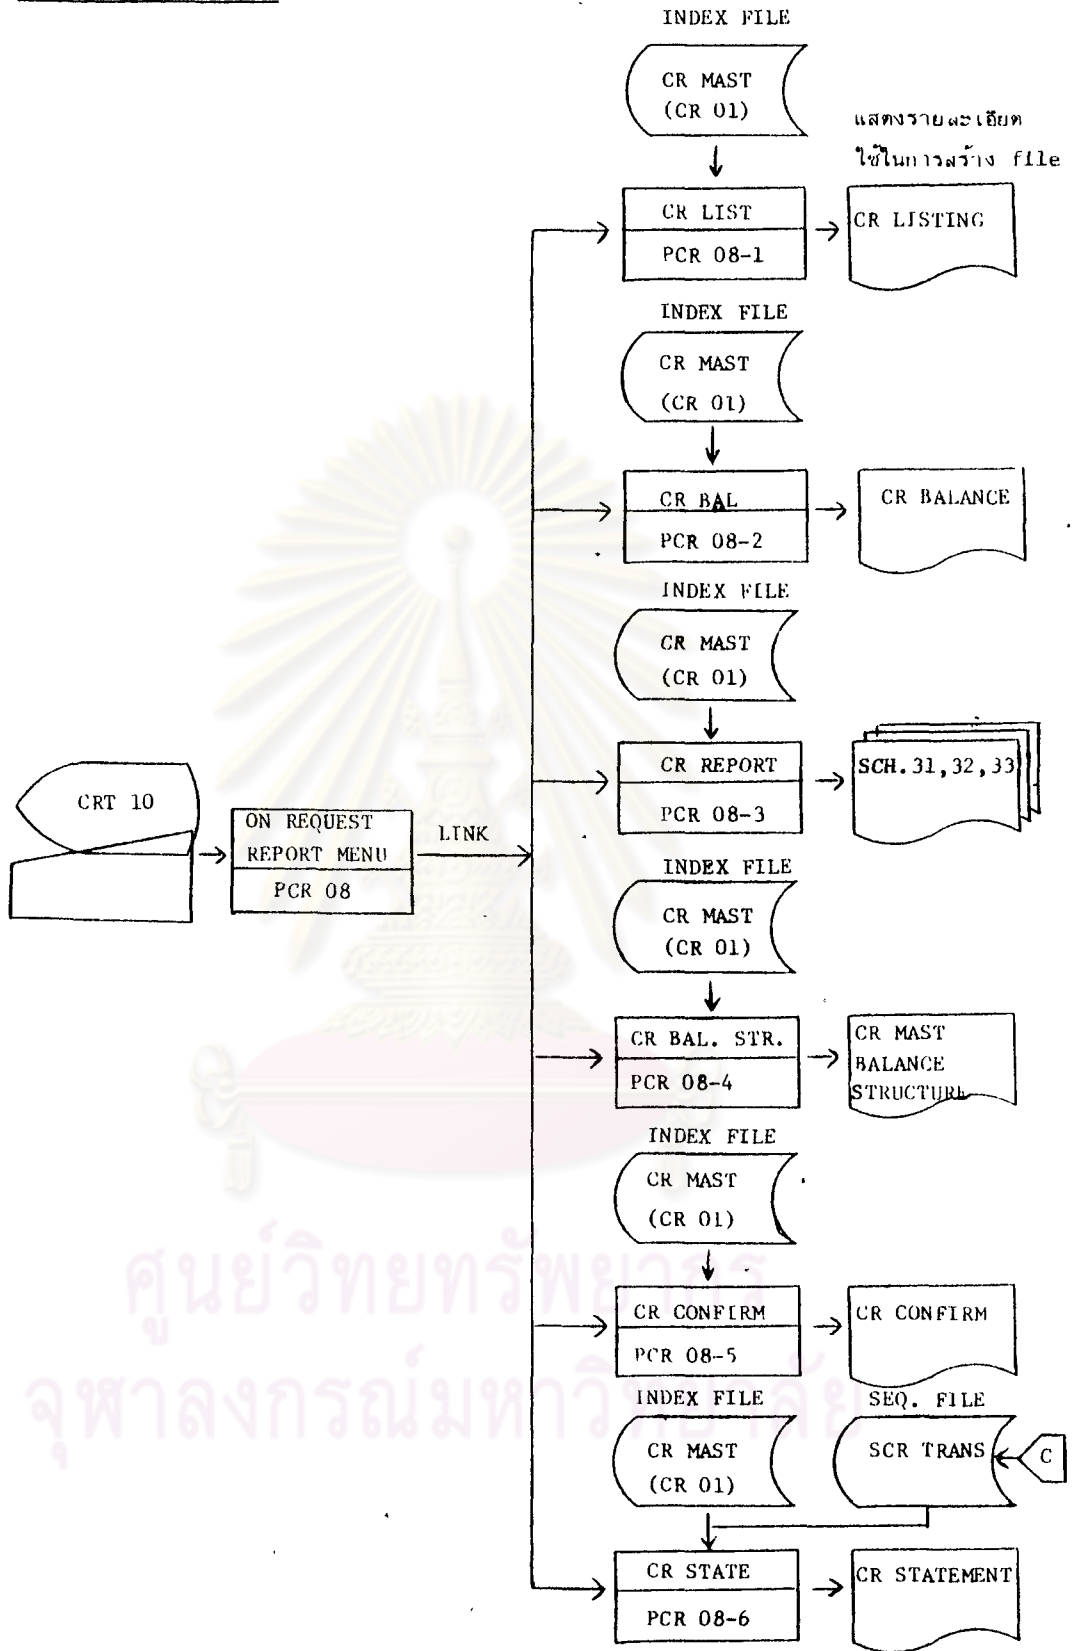 INDEX FILE
CR MAST
(CR 01)
แสดงรายละเอียด
ใช้ในการสร้าง file
CR LIST
PCR 08-1
CR LISTING
INDEX FILE
CR MAST
(CR 01)
CR BAL
PCR 08-2
CR BALANCE
INDEX FILE
CR MAST
(CR 01)
CR REPORT
PCR 08-3
SCH.31,32,33
CRT 10
ON REQUEST
REPORT MENU
PCR 08
LINK
INDEX FILE
CR MAST
(CR 01)
CR BAL. STR.
PCR 08-4
CR MAST
BALANCE
STRUCTURE
INDEX FILE
CR MAST
(CR 01)
CR CONFIRM
PCR 08-5
CR CONFIRM
INDEX FILE
CR MAST
(CR 01)
SEQ. FILE
SCR TRANS
C
CR STATE
PCR 08-6
CR STATEMENT
ศูนย์วิทยทรัพยากร
จุฬาลงกรณ์มหาวิทยาลัย